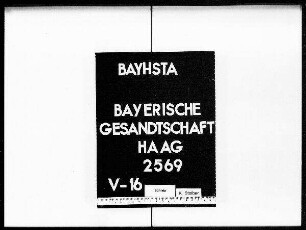 BAYHSTA
BAYERISCHE
GESANDTSCHAFT
HAAG
2569
V-16